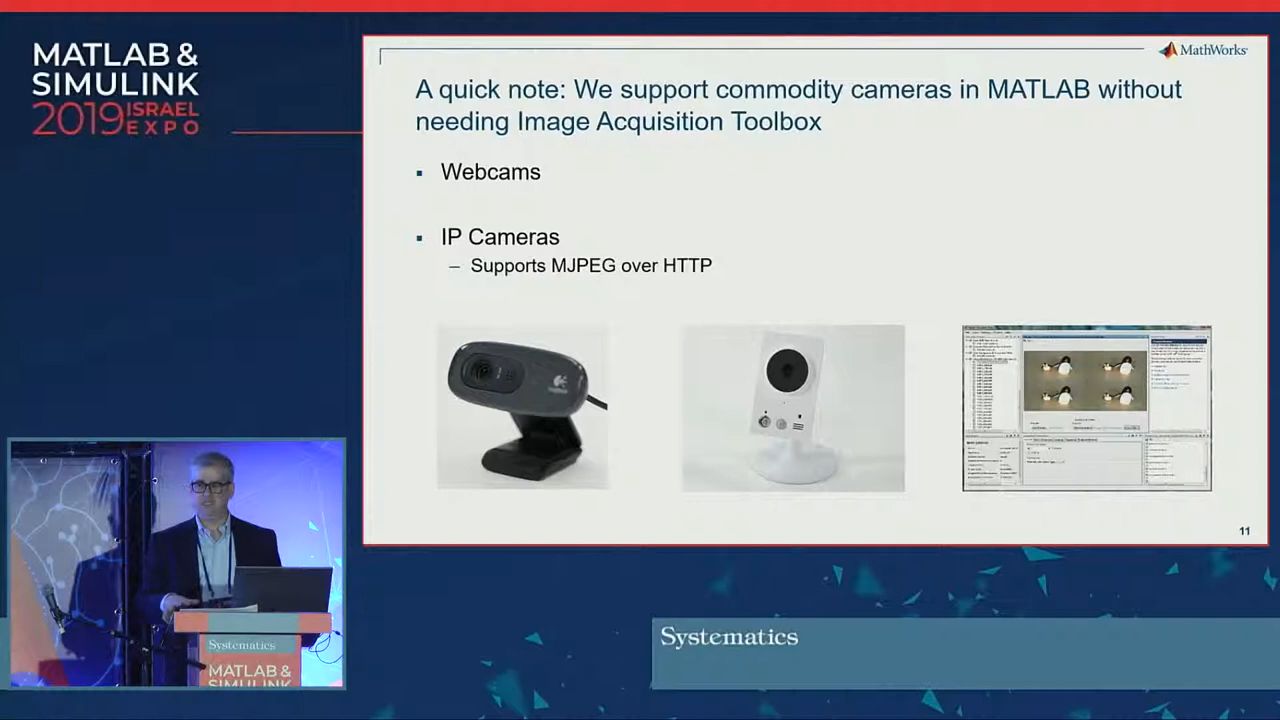 MATLAB &
SIMULINK
2019 ISRAEL
EXPO
MathWorks
A quick note: We support commodity cameras in MATLAB without
needing Image Acquisition Toolbox
▪ Webcams
▪ IP Cameras
– Supports MJPEG over HTTP
11
Systematics
MATLAB &
SIMULINK
Systematics